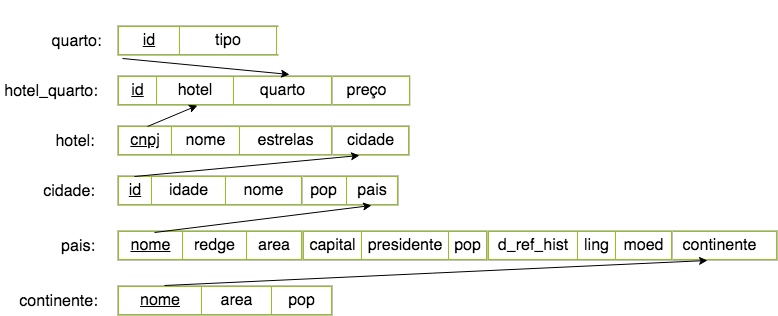 quarto: id tipo
hotel_quarto: id hotel quarto preço
hotel: cnpj nome estrelas cidade
cidade: id idade nome pop pais
pais: nome redge area capital presidente pop d_ref_hist ling moed continente
continente: nome area pop